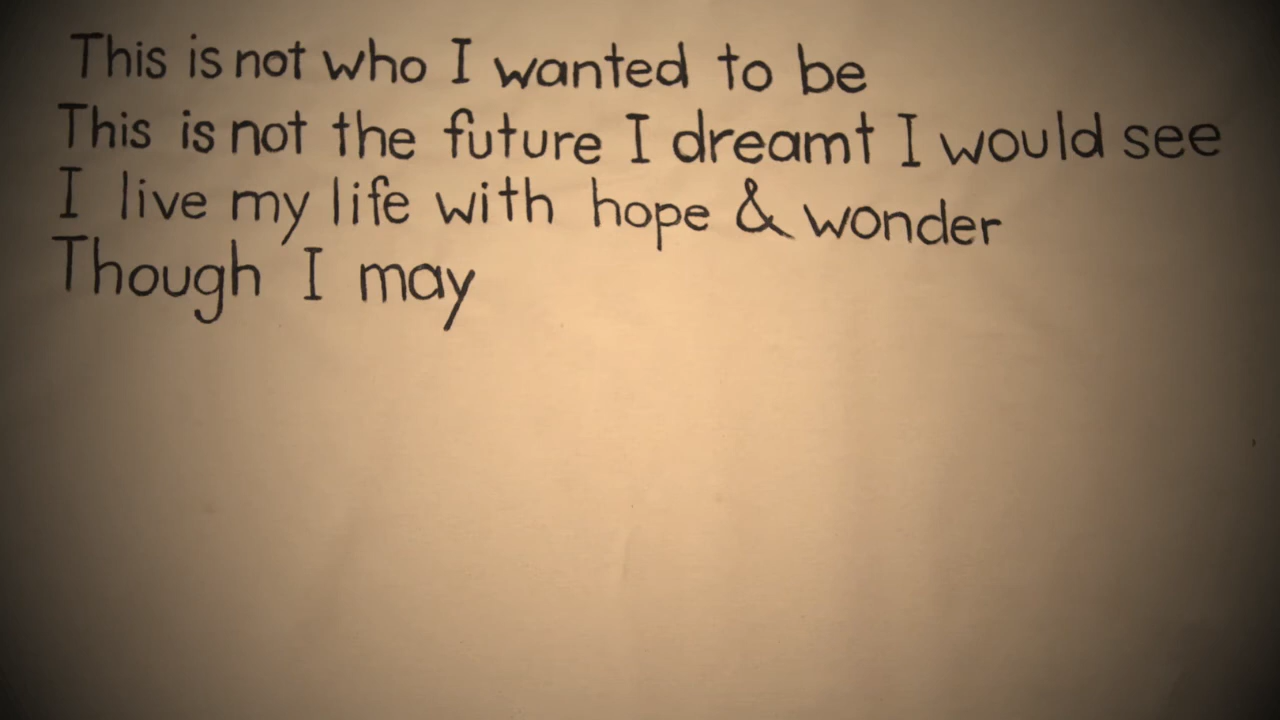 This is not who I wanted to be
This is not the future I dreamt I would see
I live my life with hope & wonder
Though I may